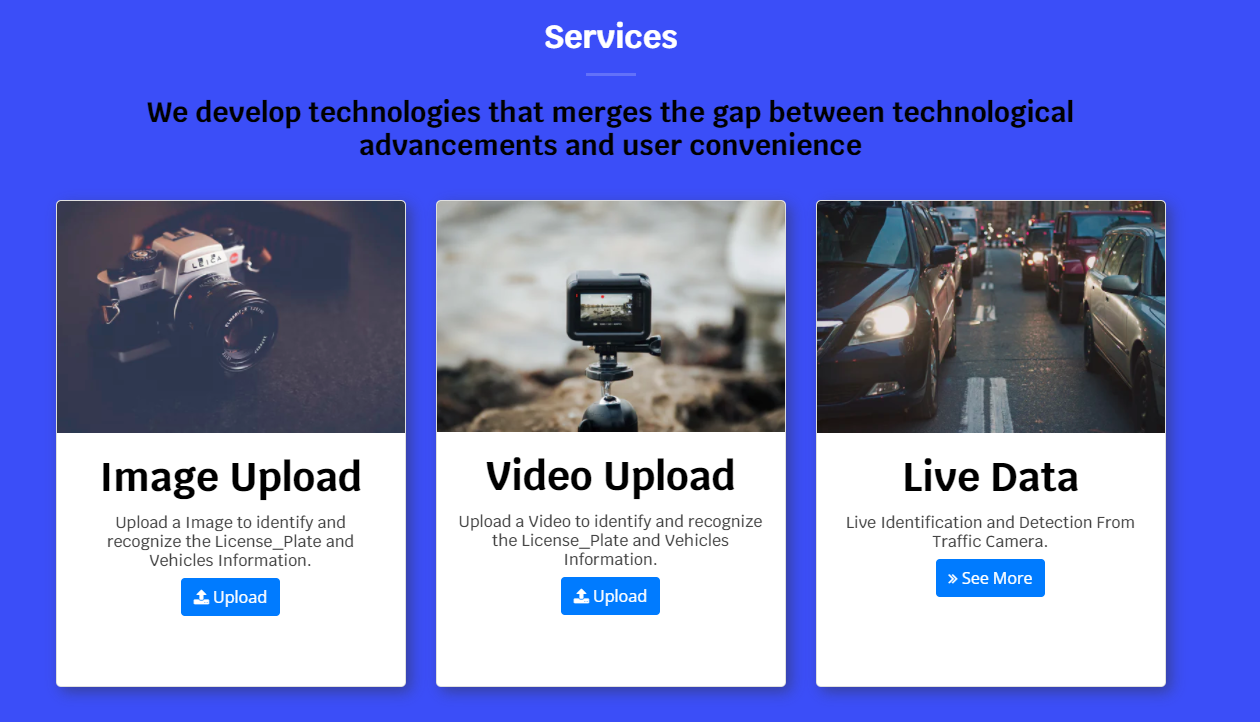 Services
We develop technologies that merges the gap between technological
advancements and user convenience
LEICA
Image Upload
Upload a Image to identify and
recognize the License_Plate and
Vehicles Information.
Upload
Video Upload
Upload a Video to identify and recognize
the License_Plate and Vehicles
Information.
Upload
Live Data
Live Identification and Detection From
Traffic Camera.
See More